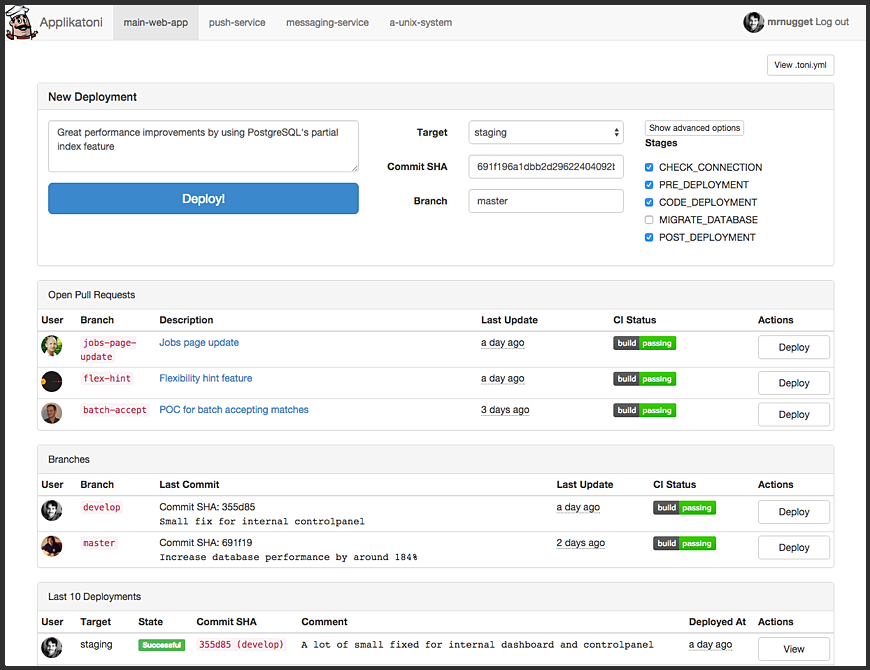 Applikatoni main-web-app push-service messaging-service a-unix-system mrnugget Log out
View .toni.yml
New Deployment
Great performance improvements by using PostgreSQL's partial
index feature
Deploy!
Target staging
Commit SHA 691f196a1dbb2d29622404092b
Branch master
Show advanced options
Stages
CHECK_CONNECTION
PRE_DEPLOYMENT
CODE_DEPLOYMENT
MIGRATE_DATABASE
POST_DEPLOYMENT
Open Pull Requests
User Branch Description Last Update CI Status Actions
jobs-page-
update Jobs page update a day ago build passing Deploy
flex-hint Flexibility hint feature a day ago build passing Deploy
batch-accept POC for batch accepting matches 3 days ago build passing Deploy
Branches
User Branch Last Commit Last Update CI Status Actions
develop Commit SHA: 355d85 a day ago build passing Deploy
Small fix for internal controlpanel
master Commit SHA: 691f19 2 days ago build passing Deploy
Increase database performance by around 184%
Last 10 Deployments
User Target State Commit SHA Comment Deployed At Actions
staging Successful 355d85 (develop) A lot of small fixed for internal dashboard and controlpanel a day ago View